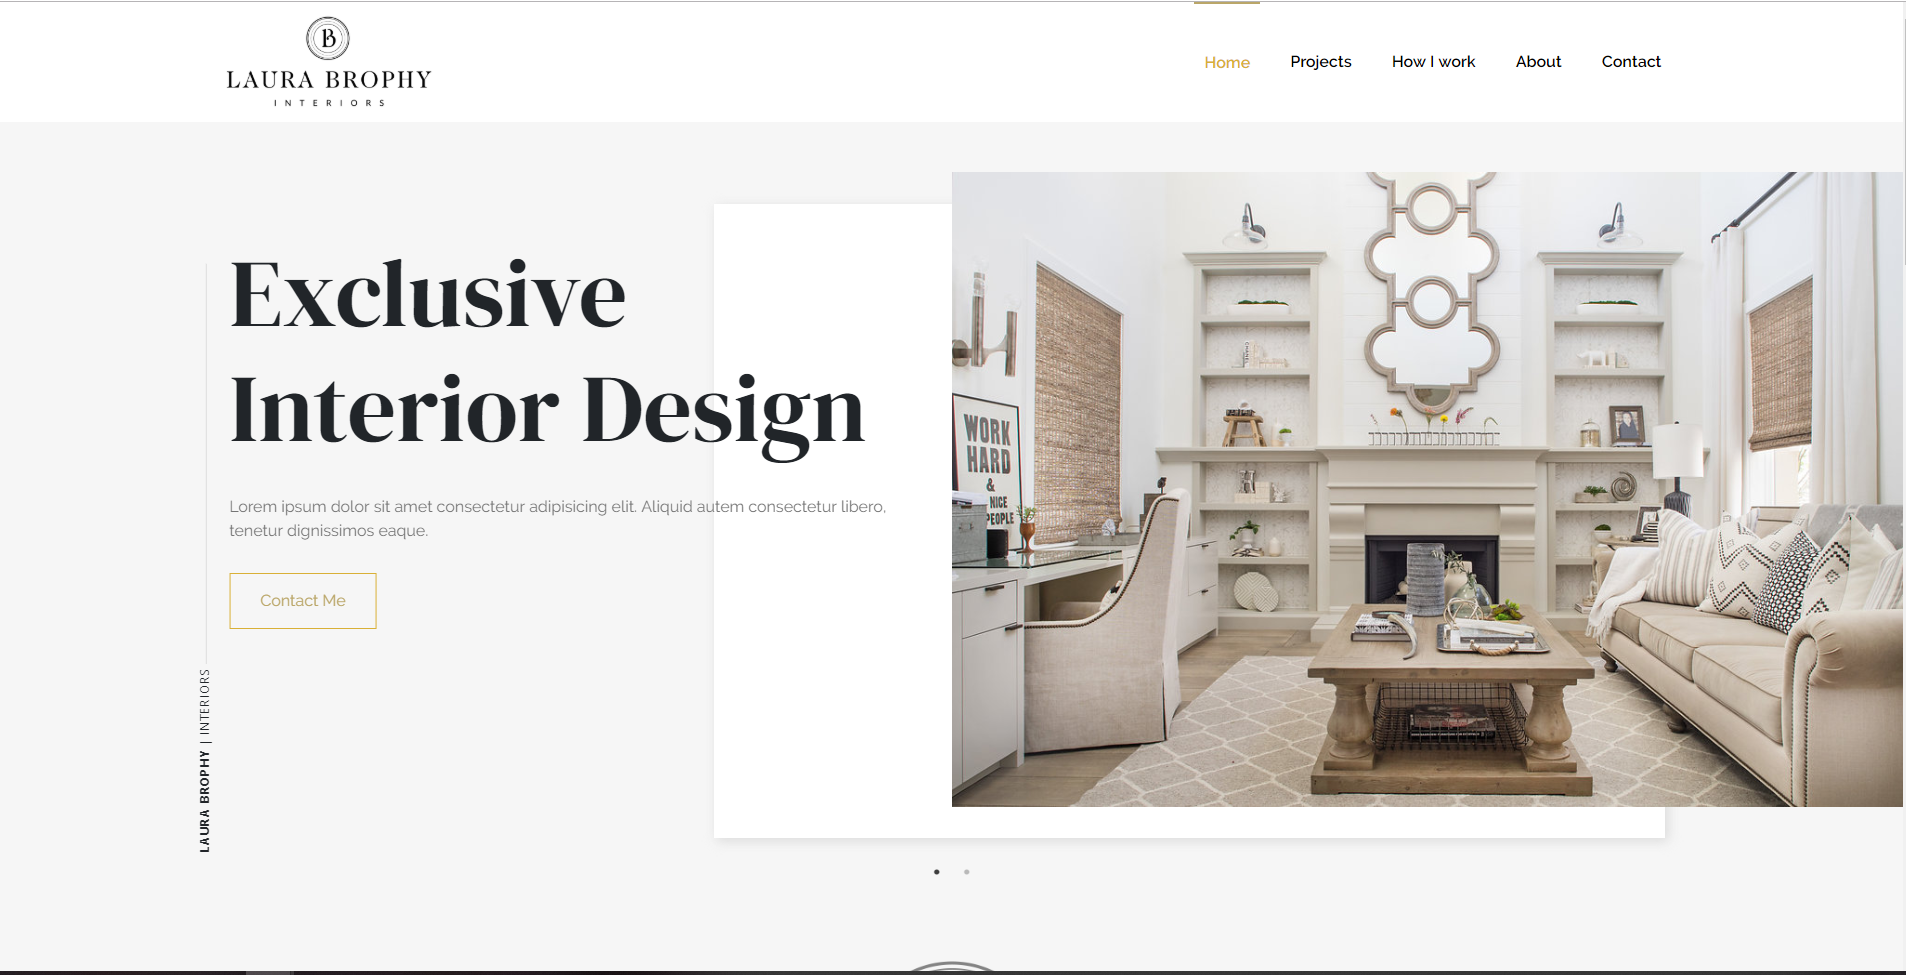 B
LAURA BROPHY
INTERIORS
Home
Projects
How I work
About
Contact
Exclusive
Interior Design
Lorem ipsum dolor sit amet consectetur adipisicing elit. Aliquid autem consectetur libero,
tenetur dignissimos eaque.
Contact Me
LAURA BROPHY | INTERIORS
WORK
HARD
&
NICE
PEOPLE
CHANEL